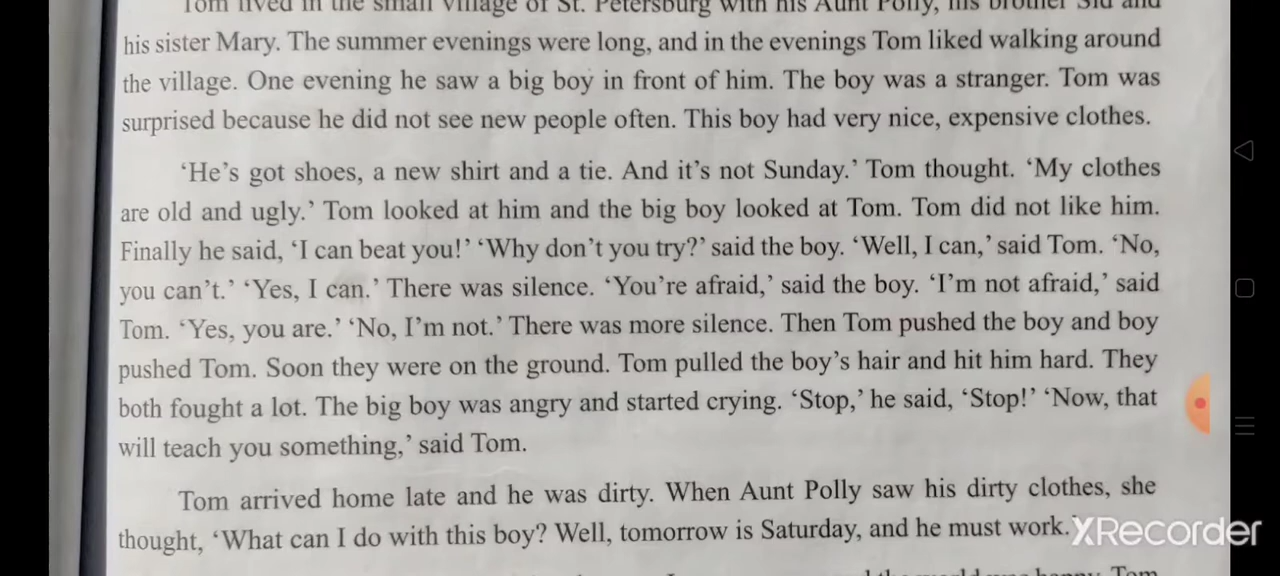 Tom lived in the small village of St. Petersburg with his Aunt Polly, his brother Sid and
his sister Mary. The summer evenings were long, and in the evenings Tom liked walking around
the village. One evening he saw a big boy in front of him. The boy was a stranger. Tom was
surprised because he did not see new people often. This boy had very nice, expensive clothes.
‘He’s got shoes, a new shirt and a tie. And it’s not Sunday.’ Tom thought. ‘My clothes
are old and ugly.’ Tom looked at him and the big boy looked at Tom. Tom did not like him.
Finally he said, ‘I can beat you!’ ‘Why don’t you try?’ said the boy. ‘Well, I can,’ said Tom. ‘No,
you can’t.’ ‘Yes, I can.’ There was silence. ‘You’re afraid,’ said the boy. ‘I’m not afraid,’ said
Tom. ‘Yes, you are.’ ‘No, I’m not.’ There was more silence. Then Tom pushed the boy and boy
pushed Tom. Soon they were on the ground. Tom pulled the boy’s hair and hit him hard. They
both fought a lot. The big boy was angry and started crying. ‘Stop,’ he said, ‘Stop!’ ‘Now, that
will teach you something,’ said Tom.
Tom arrived home late and he was dirty. When Aunt Polly saw his dirty clothes, she
thought, ‘What can I do with this boy? Well, tomorrow is Saturday, and he must work.
XRecorder
Tom